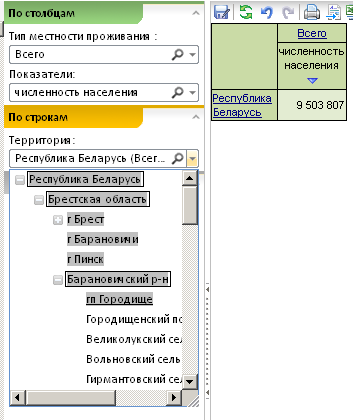 По столбцам
Тип местности проживания :
Всего
Показатели:
численность населения
По строкам
Территория:
Республика Беларусь (Всег...
Республика Беларусь
Брестская область
г Брест
г Барановичи
г Пинск
Барановичский р-н
гп Городище
Городищенский по
Великолукский сель
Вольновский сель
Гирмантовский сел
Всего
численность
населения
Республика
Беларусь
9 503 807